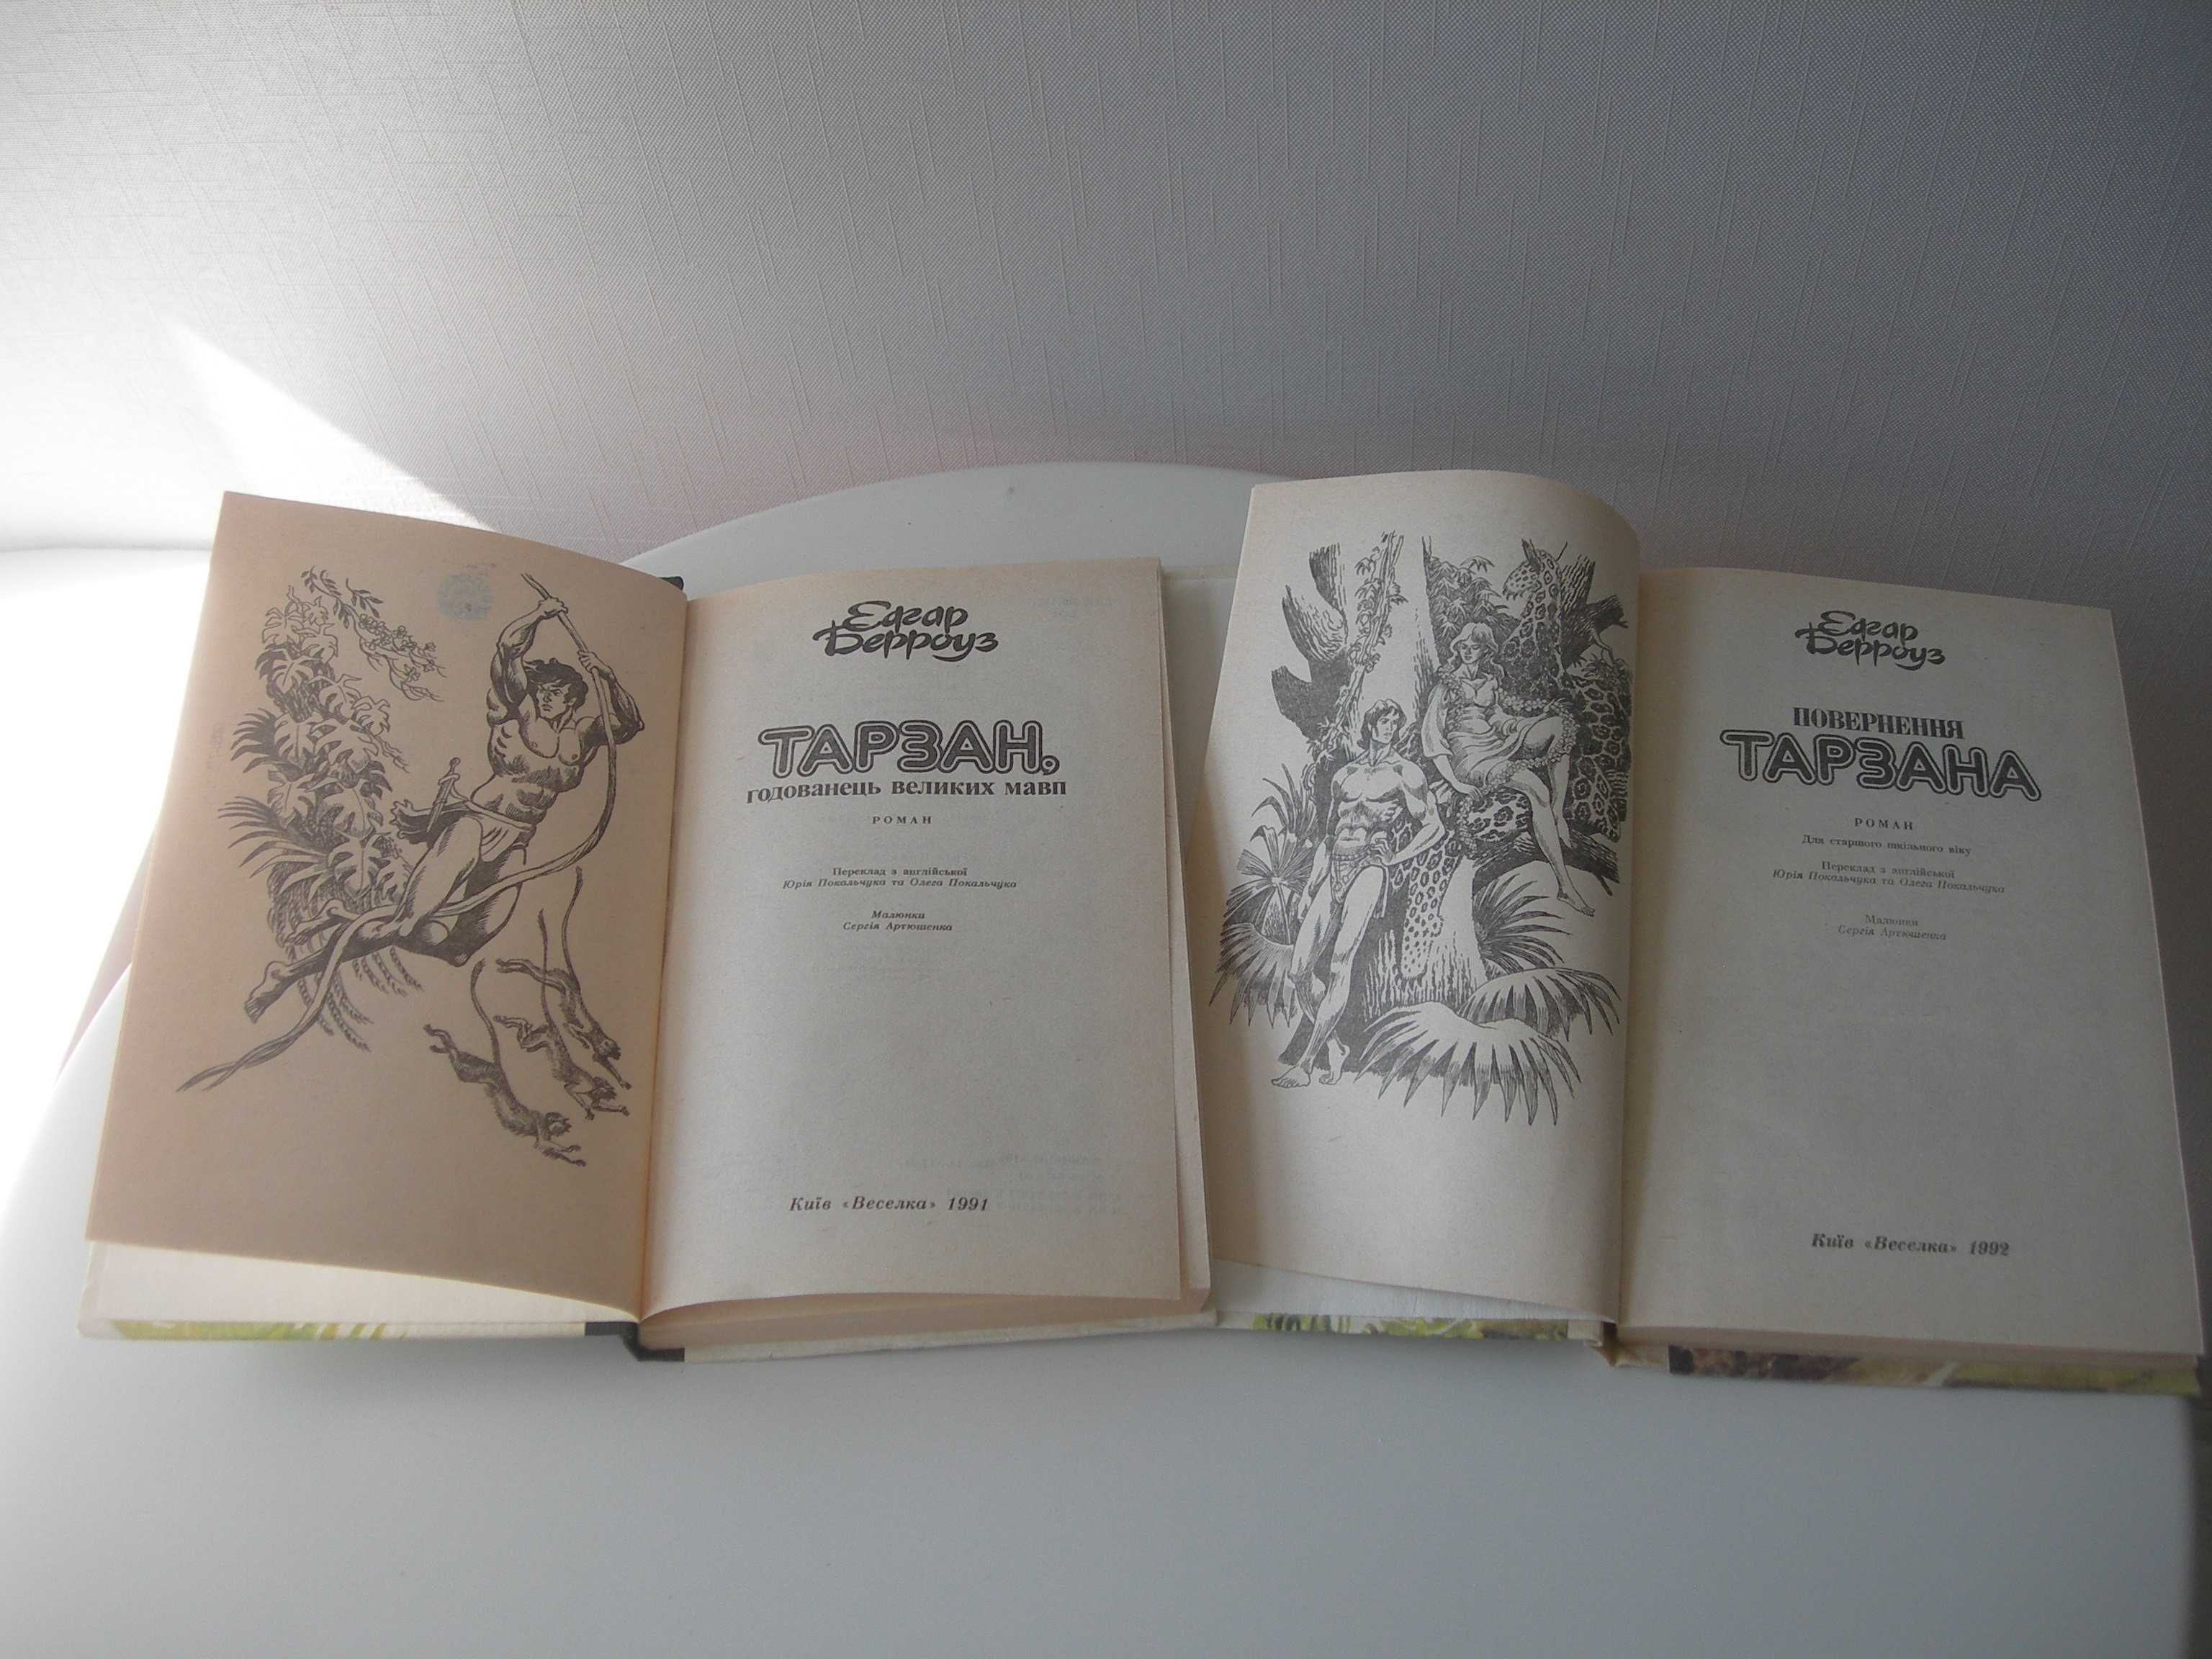 Едгар
Берроуз
ТАРЗАН,
годованець великих мавп
РОМАН
Переклад з англійської
Юрія Покальчука та Олега Покальчука
Малюнки
Сергія Артюшенка
Київ «Веселка» 1991
Едгар
Берроуз
ПОВЕРНЕННЯ
ТАРЗАНА
РОМАН
Для старшого шкільного віку
Переклад з англійської
Юрія Покальчука та Олега Покальчука
Малюнки
Сергія Артюшенка
Київ «Веселка» 1992